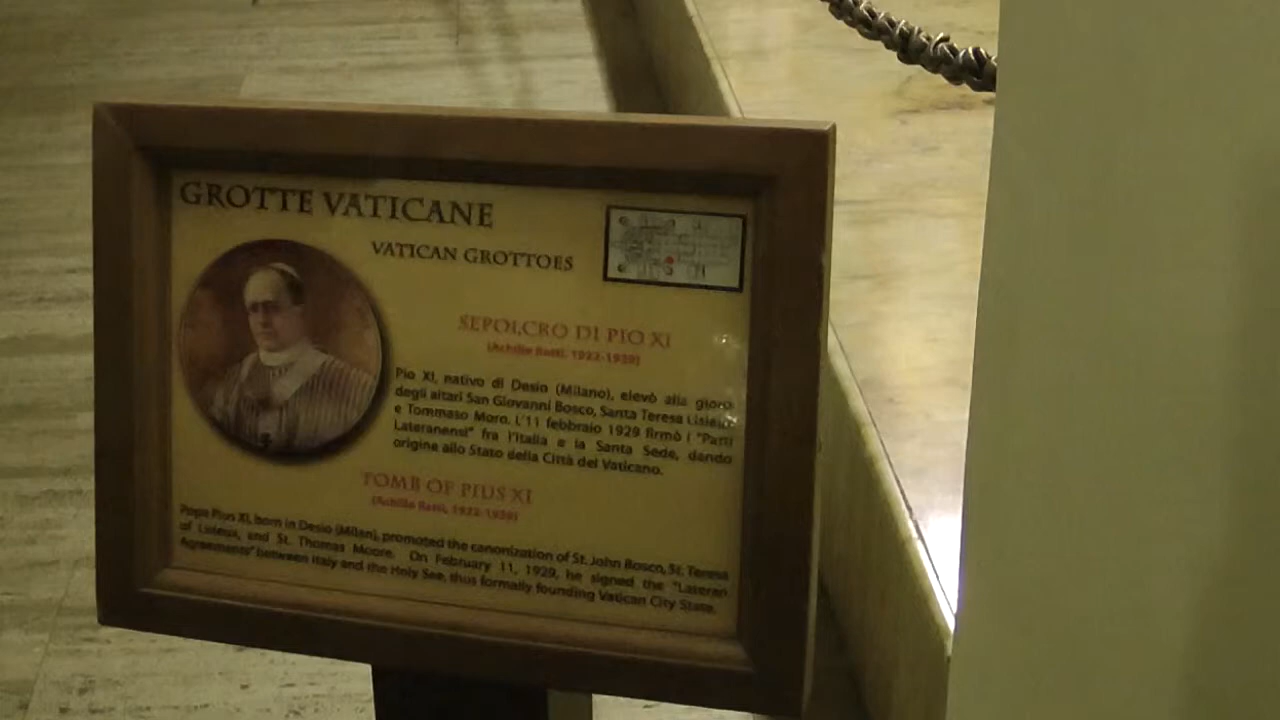 GROTTE VATICANE
VATICAN GROTTOES
SEPOLCRO DI PIO XI
(Achille Ratti, 1922-1939)
Pio XI, nativo di Desio (Milano), elevò alla gloria
degli altari San Giovanni Bosco, Santa Teresa Lisieux
e Tommaso Moro. L'11 febbraio 1929 firmò i "Patti
Lateranensi" fra l'Italia e la Santa Sede, dando
origine allo Stato della Città del Vaticano.
TOMB OF PIUS XI
(Achille Ratti, 1922-1939)
Pope Pius XI, born in Desio (Milan), promoted the canonization of St. John Bosco, St. Teresa
of Lisieux, and St. Thomas Moore. On February 11, 1929, he signed the "Lateran
Agreements" between Italy and the Holy See, thus formally founding Vatican City State.